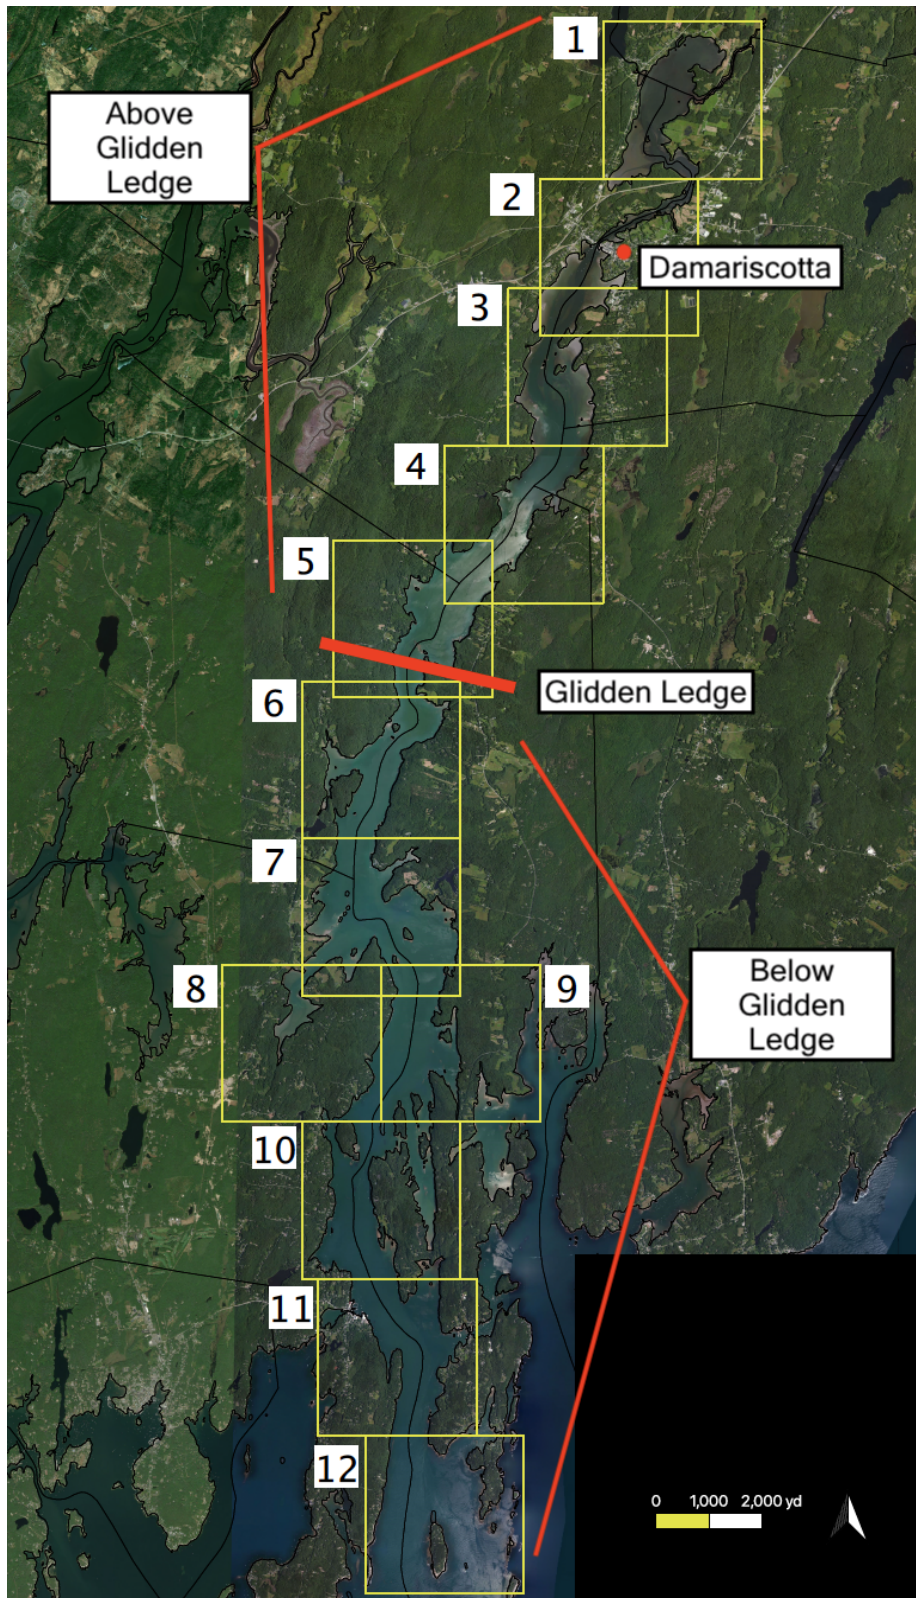 1
Above
Glidden
Ledge
2
Damariscotta
3
4
5
Glidden Ledge
6
7
8
9
Below
Glidden
Ledge
10
11
12
0 1,000 2,000 yd